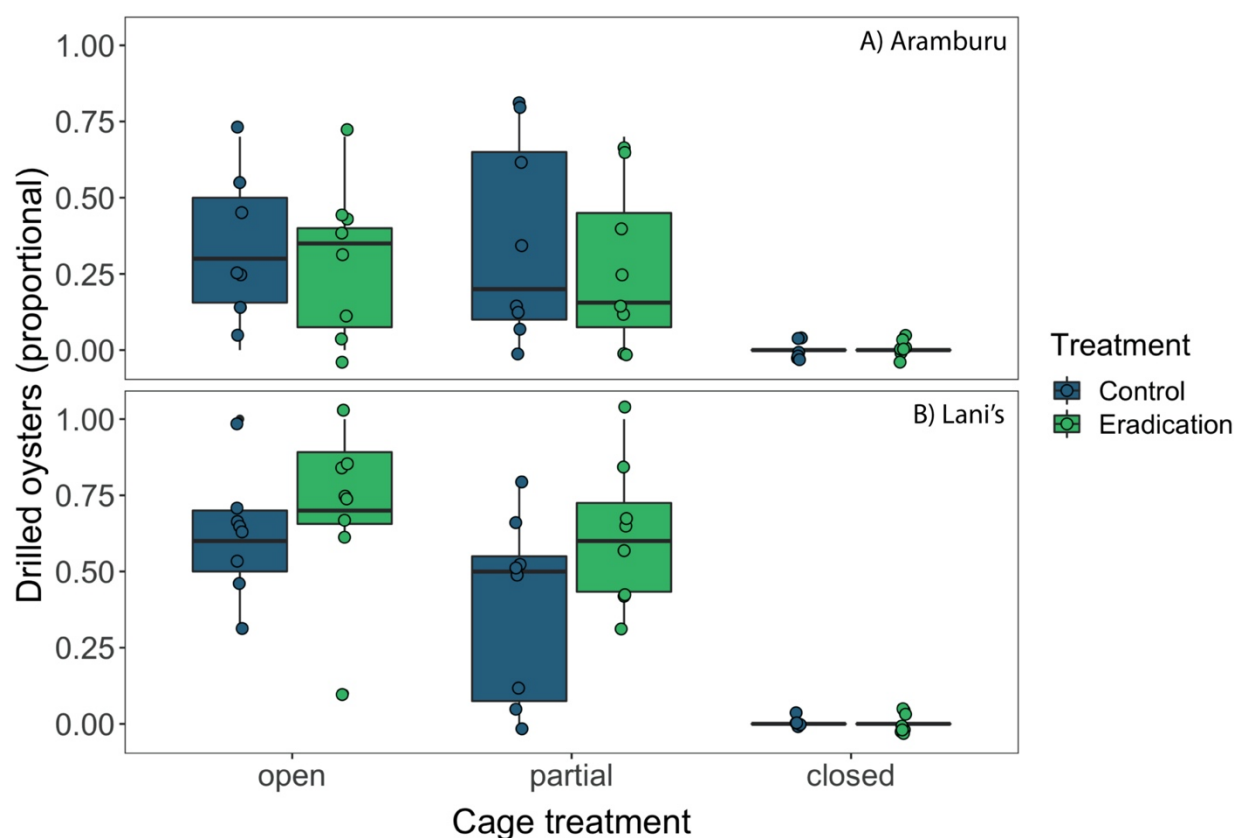 A) Aramburu
1.00
0.75
0.50
0.25
0.00
B) Lani's
1.00
0.75
0.50
0.25
0.00
Drilled oysters (proportional)
open partial closed
Cage treatment
Treatment
Control
Eradication